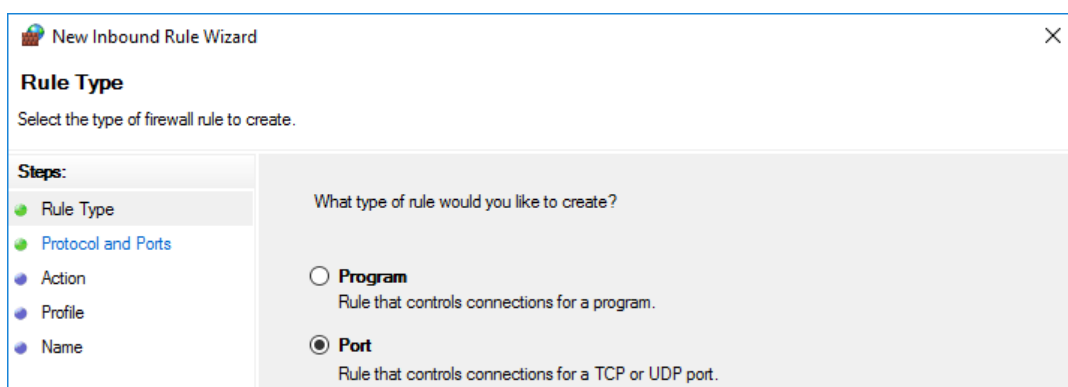 New Inbound Rule Wizard
Rule Type
Select the type of firewall rule to create.
Steps:
Rule Type
Protocol and Ports
Action
Profile
Name
What type of rule would you like to create?
Program
Rule that controls connections for a program.
Port
Rule that controls connections for a TCP or UDP port.